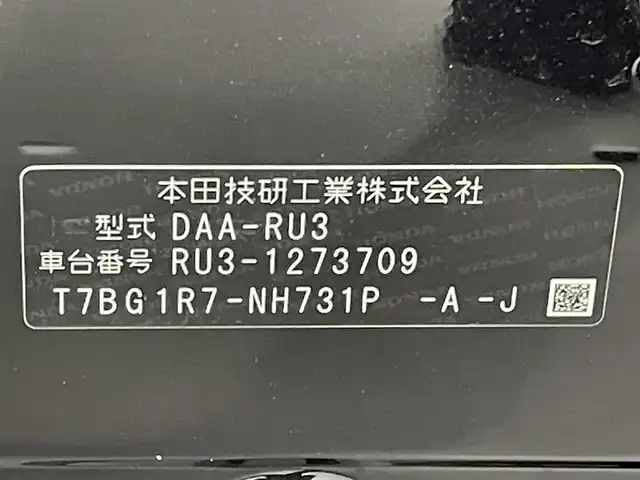 本田技研工業株式会社
型式 DAA-RU3
車台番号 RU3-1273709
T7BG1R7-NH731P -A -J